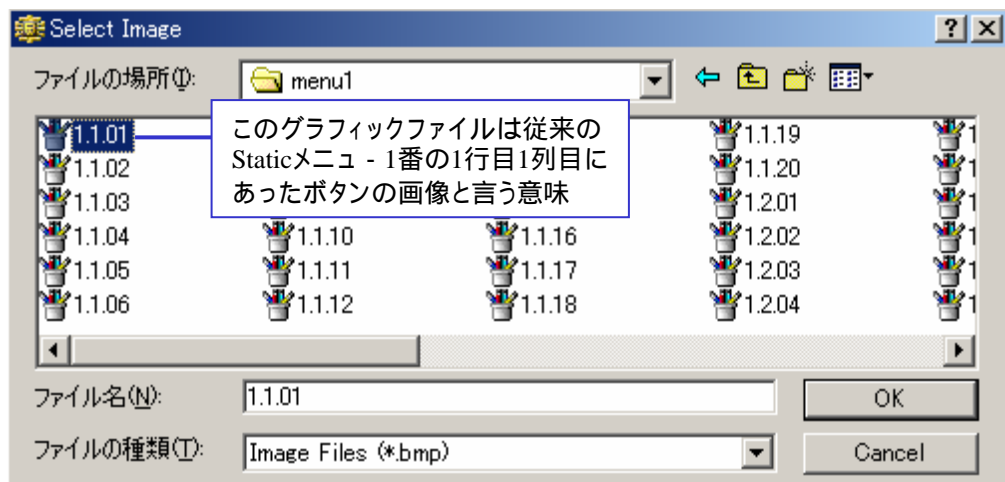 Select Image
ファイルの場所(I):
menu1
このグラフィックファイルは従来の
Staticメニュ - 1番の1行目1列目に
あったボタンの画像と言う意味
1.1.01
1.1.02
1.1.03
1.1.04
1.1.05
1.1.06
1.1.10
1.1.11
1.1.12
1.1.16
1.1.17
1.1.18
1.1.19
1.1.20
1.2.01
1.2.02
1.2.03
1.2.04
ファイル名(N):
1.1.01
OK
ファイルの種類(T):
Image Files (*.bmp)
Cancel